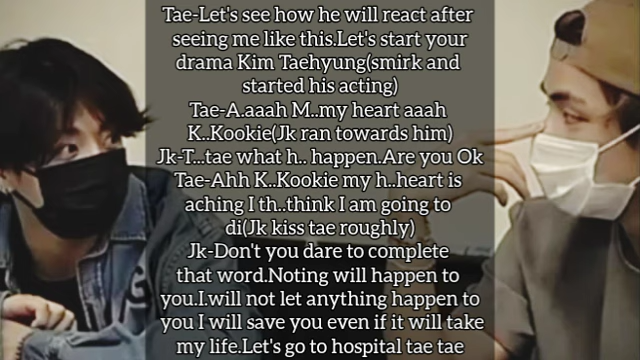 Tae-Let's see how he will react after
seeing me like this.Let's start your
drama Kim Taehyung(smirk and
started his acting)
Tae-A.aaah M..my heart aaah
K..Kookie(Jk ran towards him)
Jk-T...tae what h.. happen.Are you Ok
Tae-Ahh K..Kookie my h..heart is
aching I th..think I am going to
di(Jk kiss tae roughly)
Jk-Don't you dare to complete
that word.Noting will happen to
you.I.will not let anything happen to
you I will save you even if it will take
my life.Let's go to hospital tae tae